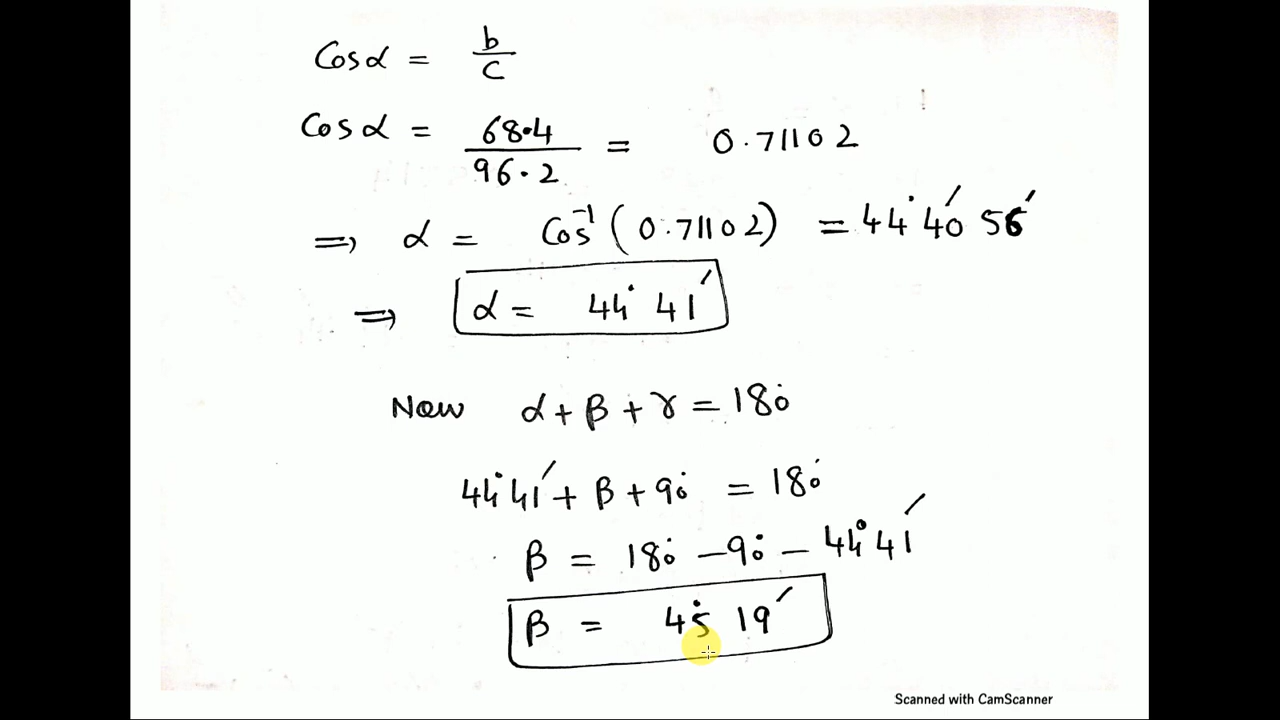 Cosα = b/c
Cosα = 68.4/96.2 = 0.71102
⇒ α = Cos⁻¹(0.71102) = 44° 40′ 56′
⇒ α = 44° 41′
Now α + β + γ = 180°
44° 41′ + β + 90° = 180°
β = 180° - 90° - 44° 41′
β = 45° 19′
Scanned with CamScanner